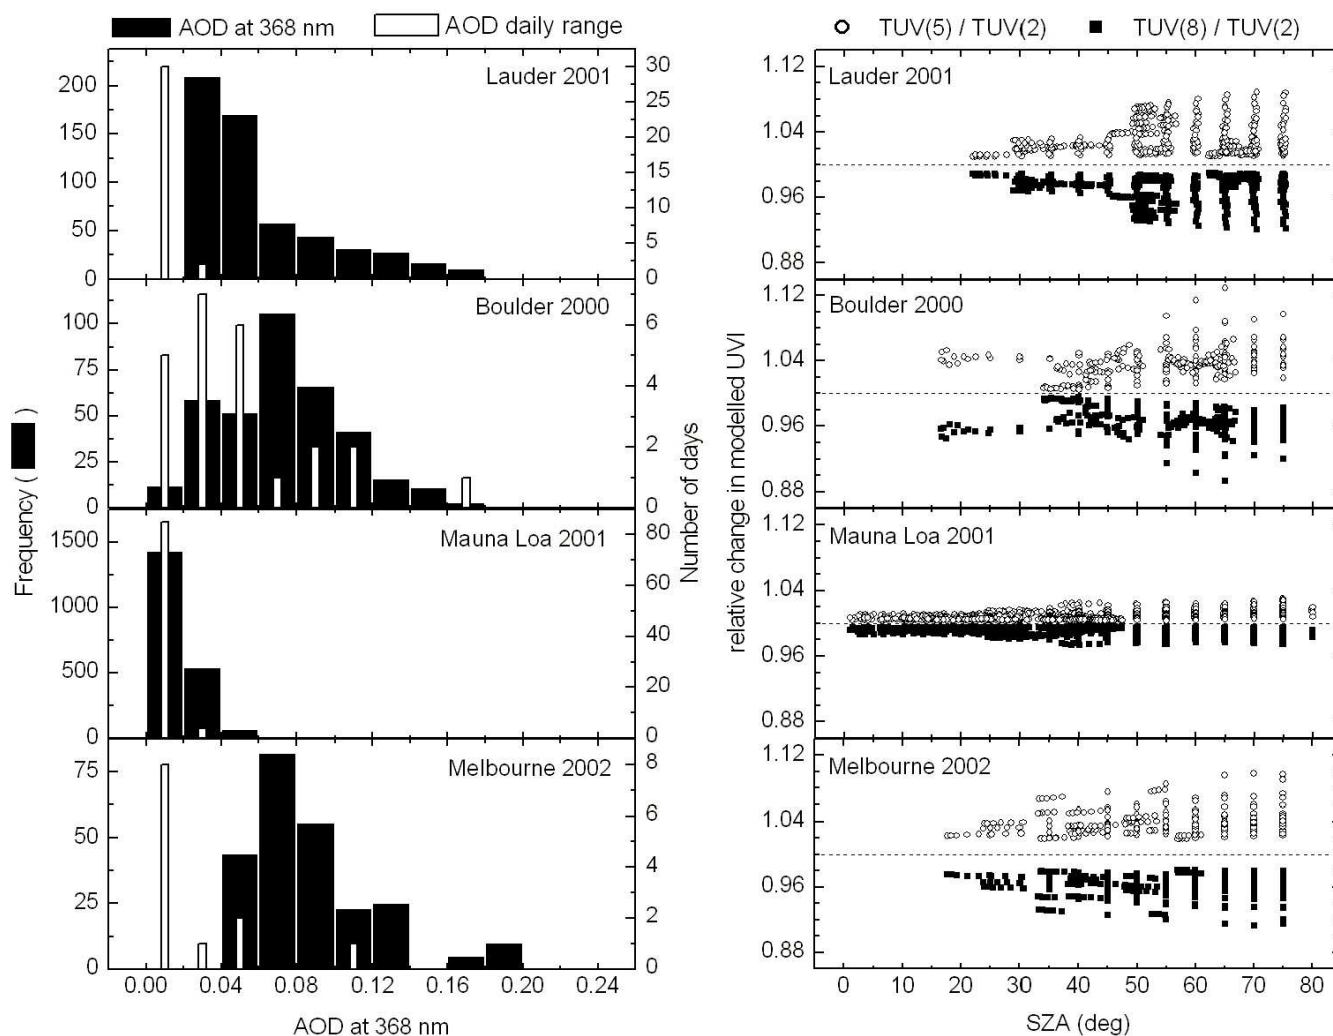 AOD at 368 nm
AOD daily range
TUV(5) / TUV(2)
TUV(8) / TUV(2)
Lauder 2001
200
150
100
50
0
30
25
20
15
10
5
0
Boulder 2000
100
75
50
25
0
6
4
2
0
Mauna Loa 2001
1500
1000
500
0
80
60
40
20
0
Melbourne 2002
75
50
25
0
8
6
4
2
0
0.00 0.04 0.08 0.12 0.16 0.20 0.24
AOD at 368 nm
Frequency ( )
Number of days
Lauder 2001
1.12
1.04
0.96
0.88
Boulder 2000
1.12
1.04
0.96
0.88
Mauna Loa 2001
1.12
1.04
0.96
0.88
Melbourne 2002
1.12
1.04
0.96
0.88
0 10 20 30 40 50 60 70 80
SZA (deg)
relative change in modelled UVI